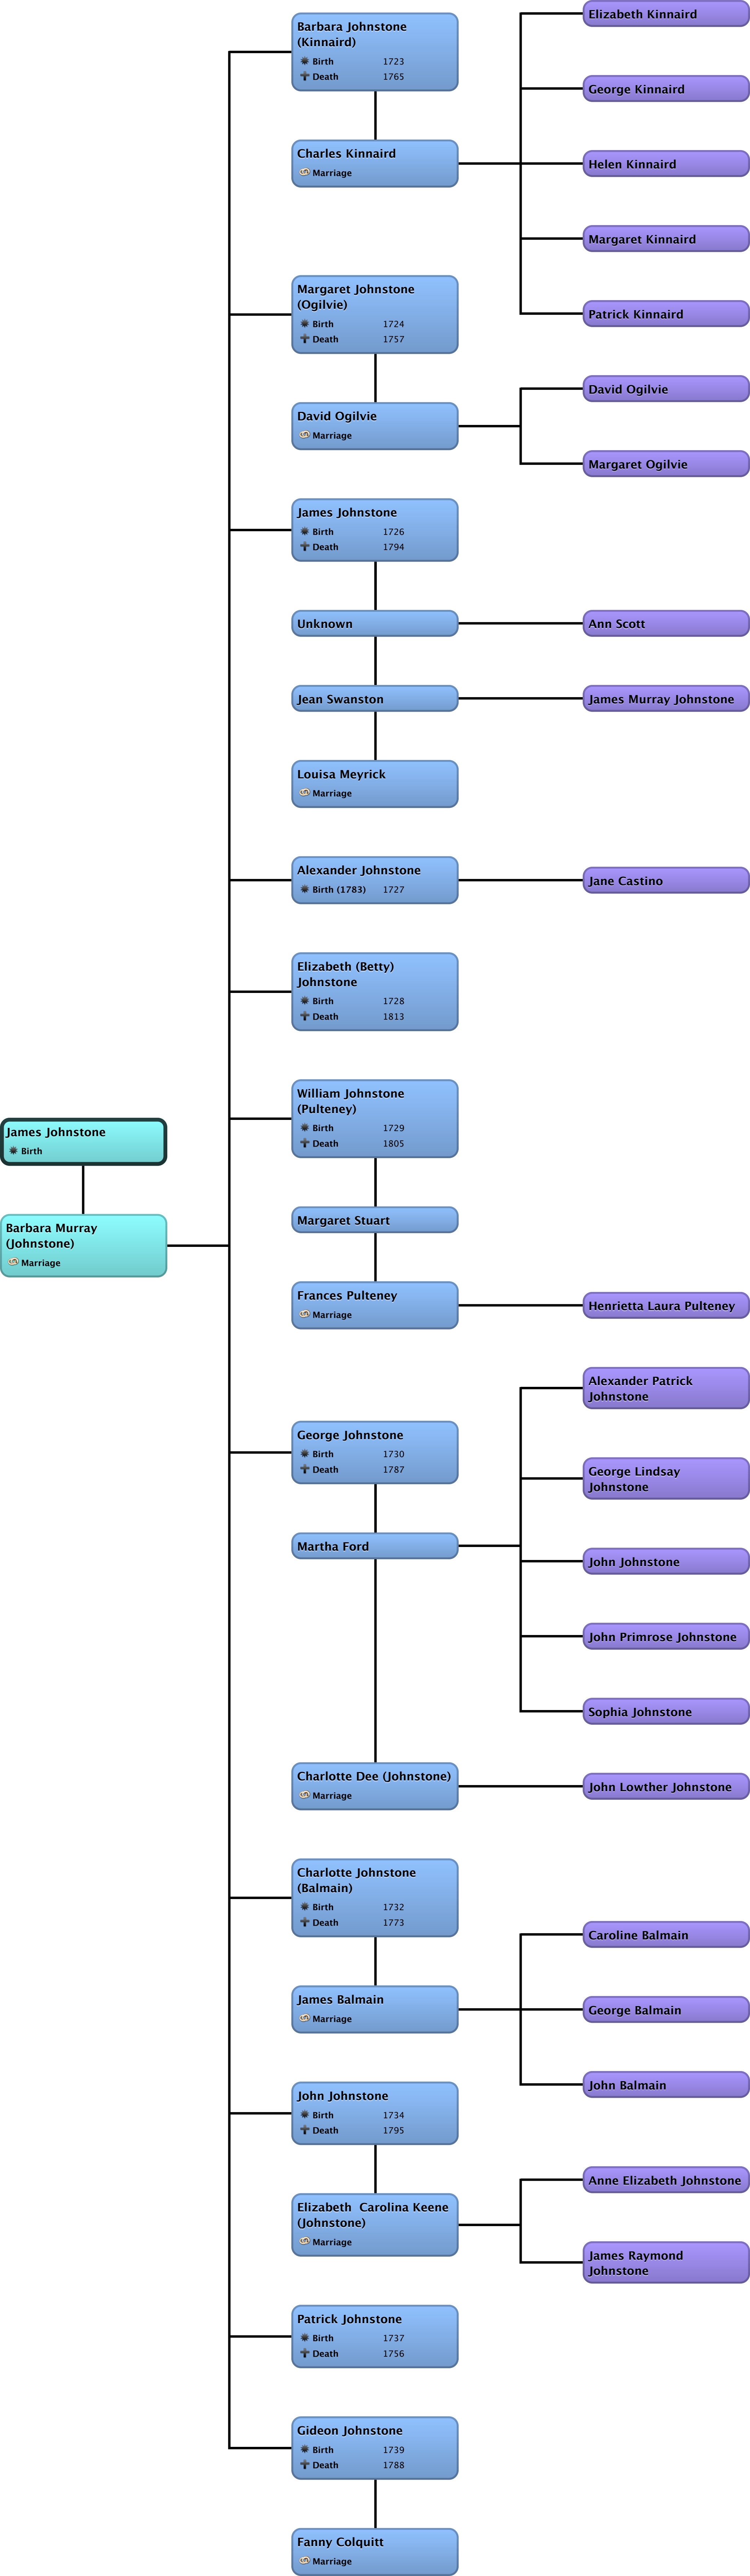 James Johnstone
Birth
Barbara Murray
(Johnstone)
Marriage
Barbara Johnstone
(Kinnaird)
Birth 1723
Death 1765
Charles Kinnaird
Marriage
Elizabeth Kinnaird
George Kinnaird
Helen Kinnaird
Margaret Kinnaird
Patrick Kinnaird
Margaret Johnstone
(Ogilvie)
Birth 1724
Death 1757
David Ogilvie
Marriage
David Ogilvie
Margaret Ogilvie
James Johnstone
Birth 1726
Death 1794
Unknown
Ann Scott
Jean Swanston
James Murray Johnstone
Louisa Meyrick
Marriage
Alexander Johnstone
Birth (1783) 1727
Jane Castino
Elizabeth (Betty)
Johnstone
Birth 1728
Death 1813
William Johnstone
(Pulteney)
Birth 1729
Death 1805
Margaret Stuart
Frances Pulteney
Marriage
Henrietta Laura Pulteney
George Johnstone
Birth 1730
Death 1787
Martha Ford
Alexander Patrick
Johnstone
George Lindsay
Johnstone
John Johnstone
John Primrose Johnstone
Sophia Johnstone
Charlotte Dee (Johnstone)
Marriage
John Lowther Johnstone
Charlotte Johnstone
(Balmain)
Birth 1732
Death 1773
James Balmain
Marriage
Caroline Balmain
George Balmain
John Balmain
John Johnstone
Birth 1734
Death 1795
Elizabeth  Carolina Keene
(Johnstone)
Marriage
Anne Elizabeth Johnstone
James Raymond
Johnstone
Patrick Johnstone
Birth 1737
Death 1756
Gideon Johnstone
Birth 1739
Death 1788
Fanny Colquitt
Marriage